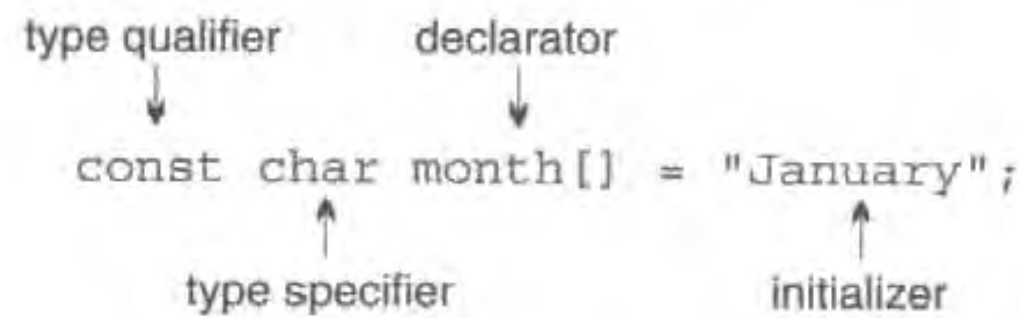 type qualifier declarator
const char month[] = "January";
type specifier initializer